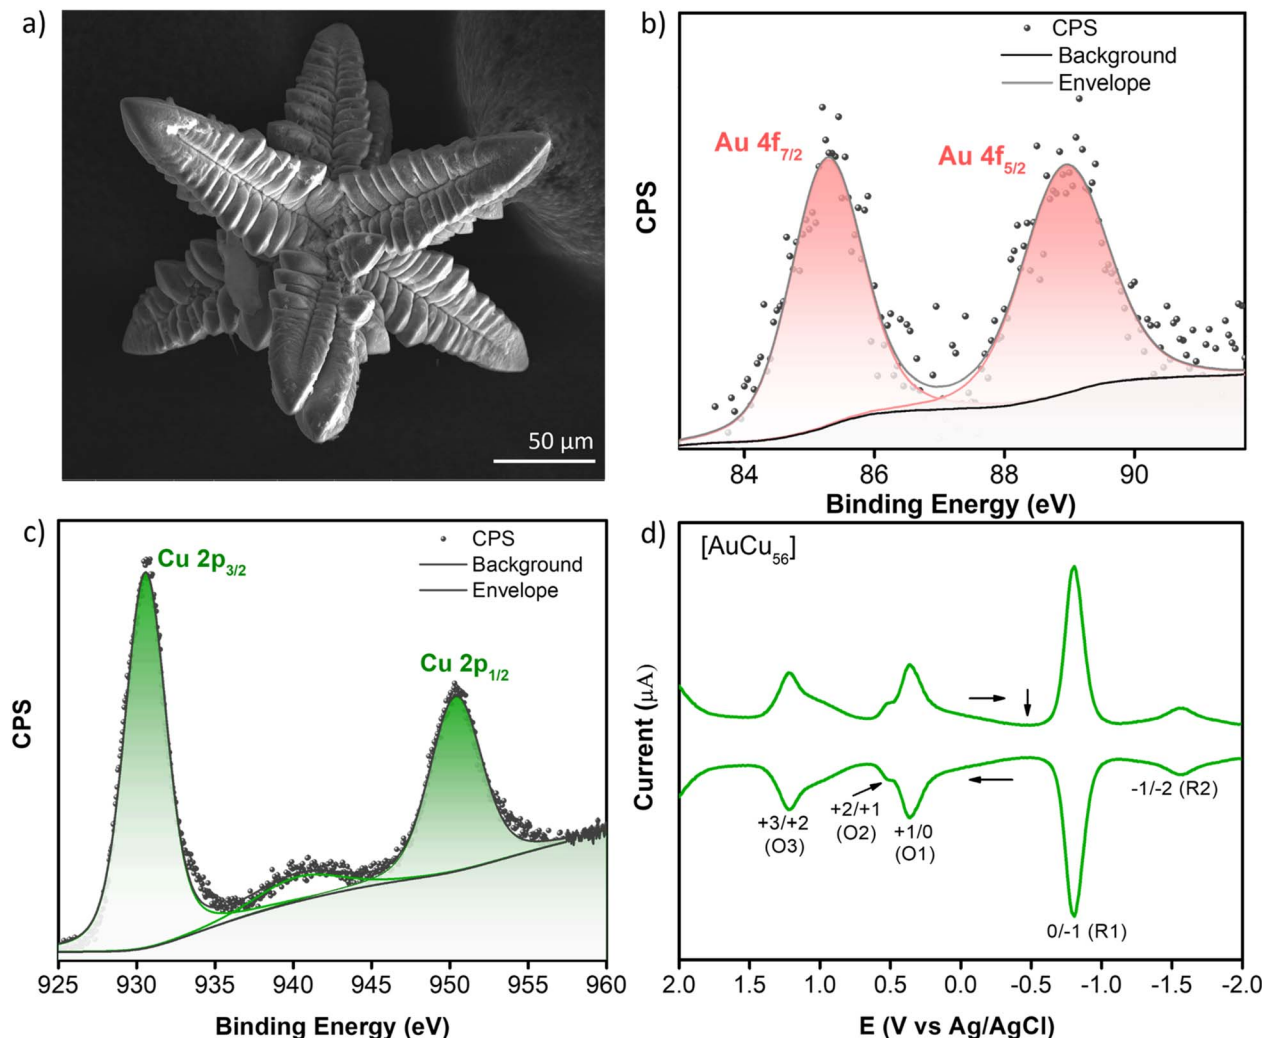 a)
50 μm
b)
CPS
Background
Envelope
Au 4f7/2
Au 4f5/2
CPS
84 86 88 90
Binding Energy (eV)
c)
CPS
Background
Envelope
Cu 2p3/2
Cu 2p1/2
CPS
925 930 935 940 945 950 955 960
Binding Energy (eV)
d)
[AuCu56]
Current (μA)
+3/+2
(O3)
+2/+1
(O2)
+1/0
(O1)
-1/-2 (R2)
0/-1 (R1)
2.0 1.5 1.0 0.5 0.0 -0.5 -1.0 -1.5 -2.0
E (V vs Ag/AgCl)